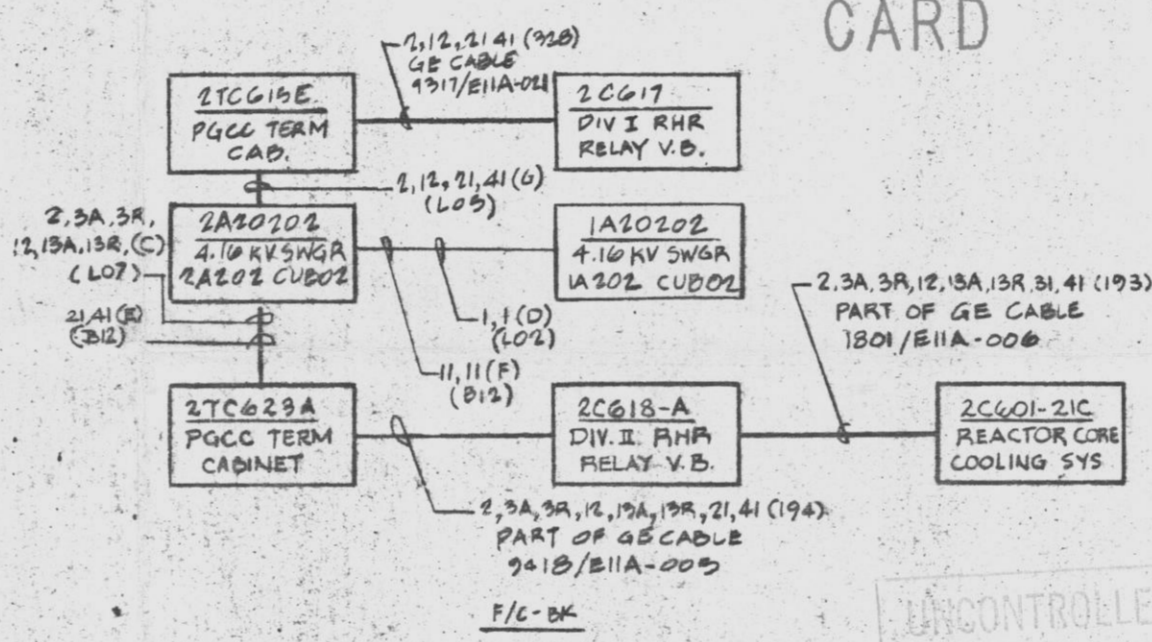 CARD
2,12,21,41 (328)
GE CABLE
9317/E11A-021
2TC615E
PGCC TERM
CAB.
2C617
DIV I RHR
RELAY V.B.
2,12,21,41(G)
(L05)
2,3A,3R,
12,13A,13R,(C)
(L07)
2A20202
4.16 KV SWGR
2A202 CUB02
1A20202
4.16 KV SWGR
1A202 CUB02
21,41(E)
(B12)
1,1(D)
(L02)
11,11(F)
(B12)
2,3A,3R,12,13A,13R,31,41 (193)
PART OF GE CABLE
1801/E11A-006
2TC623A
PGCC TERM
CABINET
2C618-A
DIV. II RHR
RELAY V.B.
2C601-21C
REACTOR CORE
COOLING SYS
2,3A,3R,12,13A,13R,21,41 (194)
PART OF GE CABLE
9418/E11A-005
F/C-BK
UNCONTROLLE